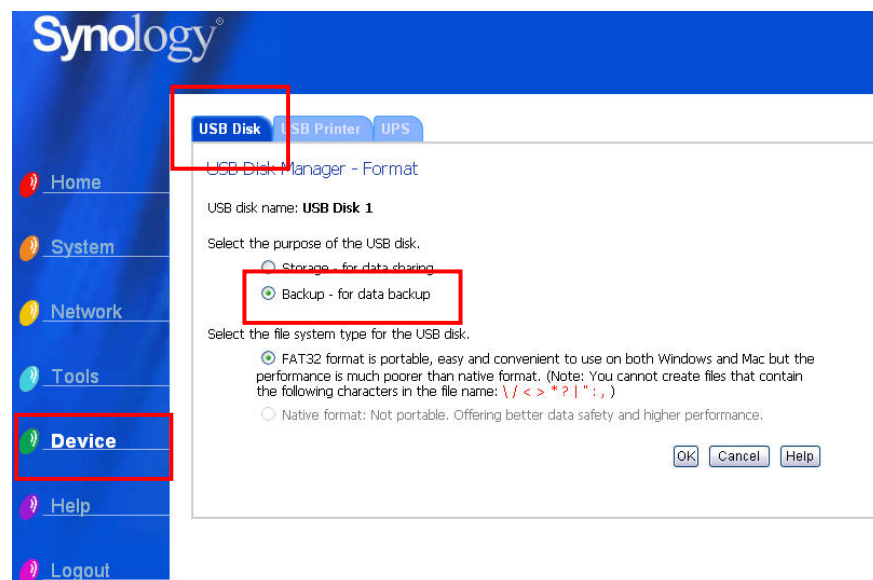 Synology®
USB Disk USB Printer UPS
USB Disk Manager - Format
Home
USB disk name: USB Disk 1
System
Select the purpose of the USB disk.
Storage - for data sharing
Backup - for data backup
Network
Select the file system type for the USB disk.
FAT32 format is portable, easy and convenient to use on both Windows and Mac but the
performance is much poorer than native format. (Note: You cannot create files that contain
the following characters in the file name: \ / < > * ? | " : , )
Tools
Native format: Not portable. Offering better data safety and higher performance.
Device
OK Cancel Help
Help
Logout